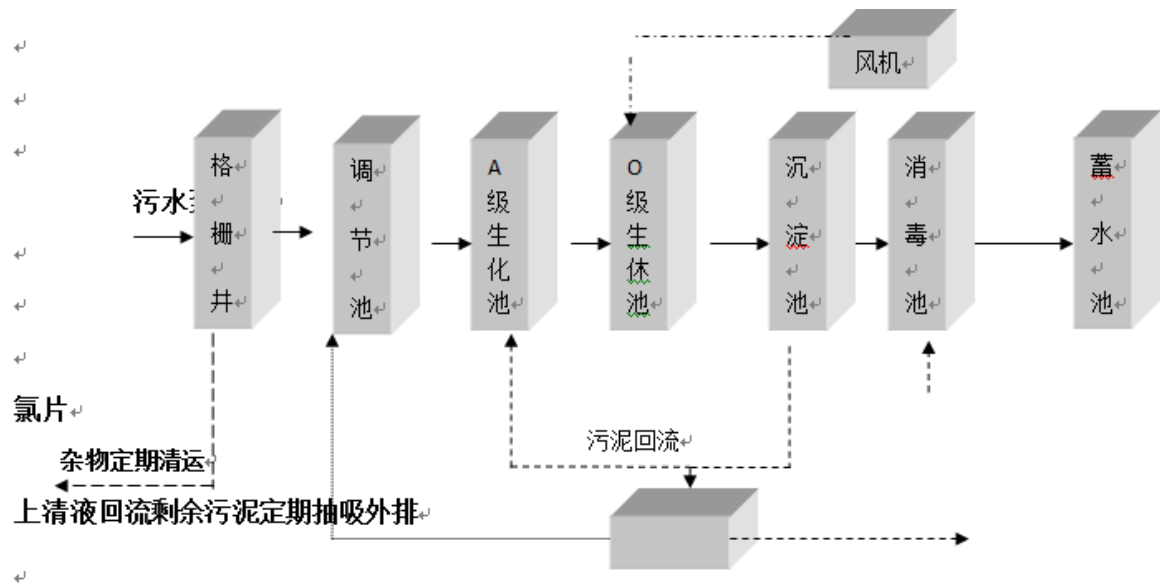 风机
格栅井
调节池
A级生化池
O级生休池
沉淀池
消毒池
蓄水池
污水
氯片
污泥回流
杂物定期清运
上清液回流剩余污泥定期抽吸外排